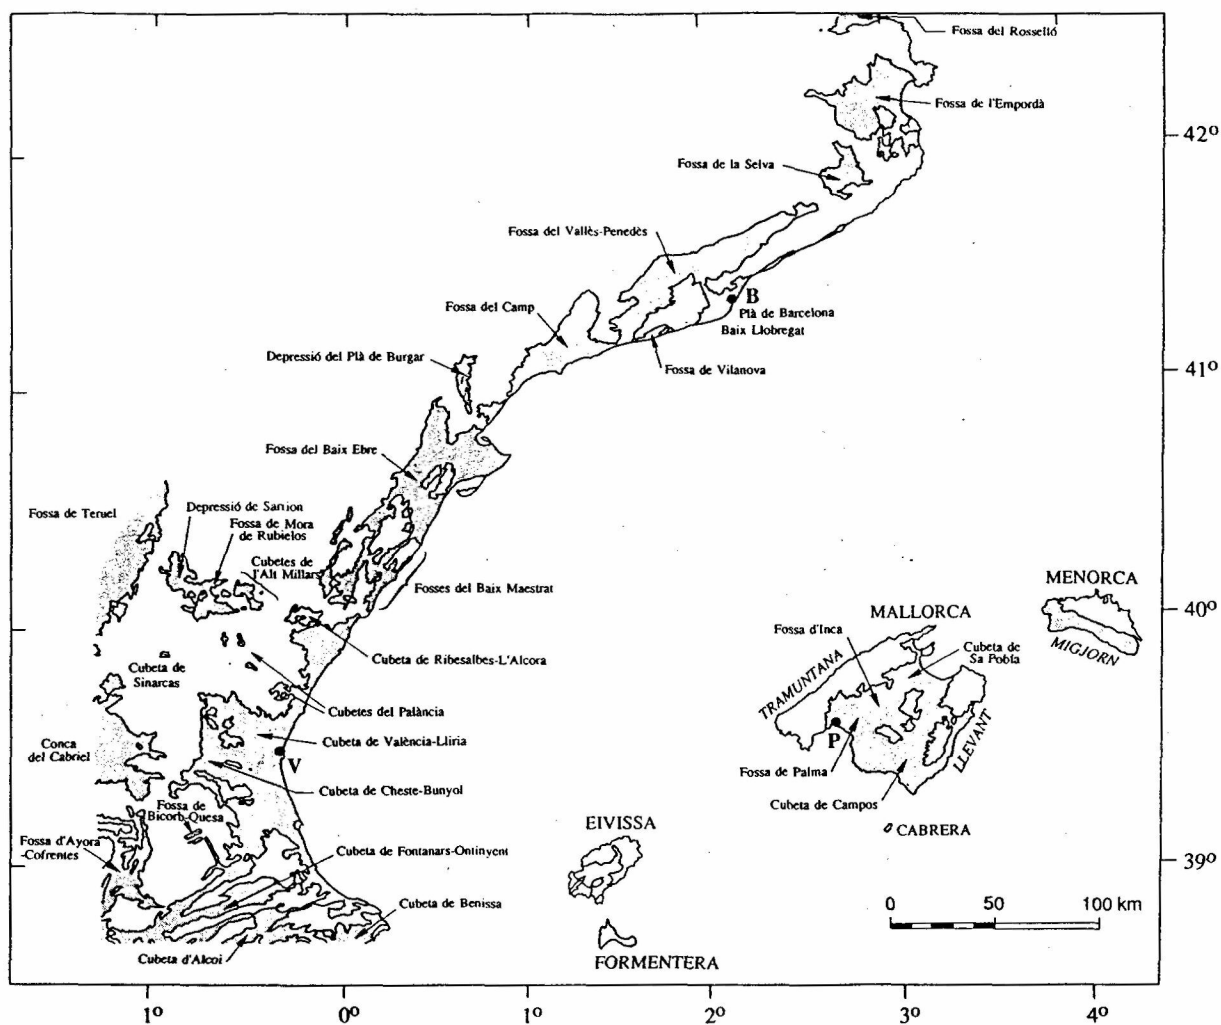 Fossa del Rosselló
Fossa de l'Empordà
42º
Fossa de la Selva
Fossa del Vallès-Penedès
B
Fossa del Camp
Plà de Barcelona
Baix Llobregat
Depressió del Plà de Burgar
Fossa de Vilanova
41º
Fossa del Baix Ebre
Depressió de Sarrion
Fossa de Teruel
Fossa de Mora
de Rubielos
Cubetes de
l'Alt Millars
Fosses del Baix Maestrat
MENORCA
MALLORCA
40º
Fossa d'Inca
Cubeta de
Sa Pobla
MIGJORN
Cubeta de Ribesalbes-L'Alcora
Cubeta de
Sinarcas
TRAMUNTANA
Cubetes del Palància
LLEVANT
P
Conca
del Cabriel
Cubeta de València-Llíria
V
Fossa de Palma
Cubeta de Cheste-Bunyol
Cubeta de Campos
Fossa de
Bicorb-Quesa
EIVISSA
CABRERA
Fossa d'Ayora
-Cofrentes
Cubeta de Fontanars-Ontinyent
39º
Cubeta de Benissa
0 50 100 km
Cubeta d'Alcoi
FORMENTERA
1º 0º 1º 2º 3º 4º